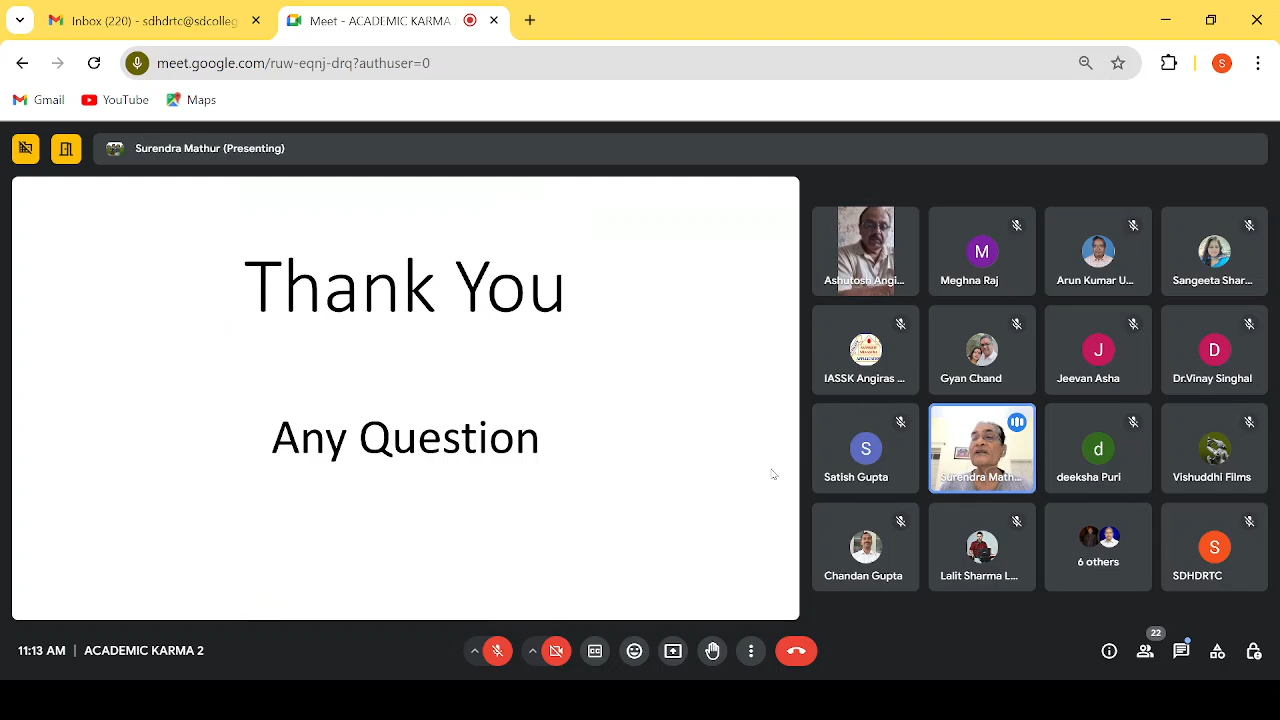 Inbox (220) - sdhdrtc@sdcolleg
Meet - ACADEMIC KARMA
meet.google.com/ruw-eqnj-drq?authuser=0
S
Gmail
YouTube
Maps
Surendra Mathur (Presenting)
Thank You
Any Question
Ashutosh Angi...
M
Meghna Raj
Arun Kumar U...
Sangeeta Shar...
IASSK Angiras ...
Gyan Chand
J
Jeevan Asha
D
Dr.Vinay Singhal
S
Satish Gupta
Surendra Math...
d
deeksha Puri
Vishuddhi Films
Chandan Gupta
Lalit Sharma L...
6 others
S
SDHDRTC
11:13 AM | ACADEMIC KARMA 2
22